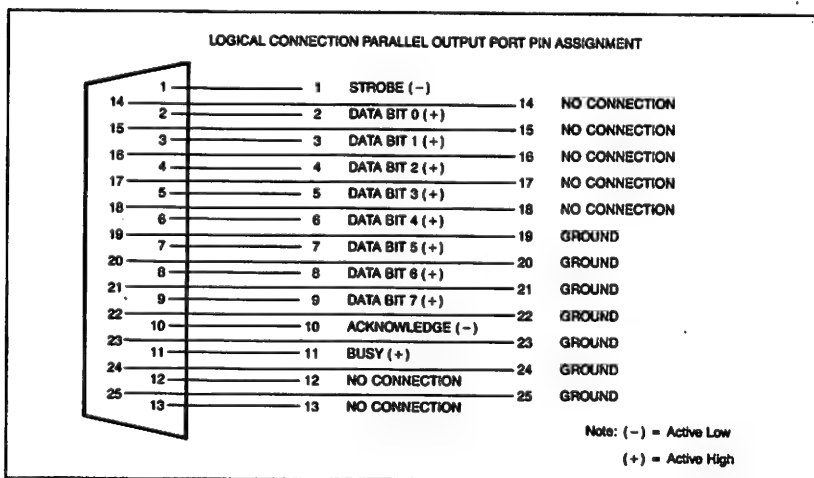 LOGICAL CONNECTION PARALLEL OUTPUT PORT PIN ASSIGNMENT
1 1 STROBE (-)
14 14 NO CONNECTION
2 2 DATA BIT 0 (+)
15 15 NO CONNECTION
3 3 DATA BIT 1 (+)
16 16 NO CONNECTION
4 4 DATA BIT 2 (+)
17 17 NO CONNECTION
5 5 DATA BIT 3 (+)
18 18 NO CONNECTION
6 6 DATA BIT 4 (+)
19 19 GROUND
7 7 DATA BIT 5 (+)
20 20 GROUND
8 8 DATA BIT 6 (+)
21 21 GROUND
9 9 DATA BIT 7 (+)
22 22 GROUND
10 10 ACKNOWLEDGE (-)
23 23 GROUND
11 11 BUSY (+)
24 24 GROUND
12 12 NO CONNECTION
25 25 GROUND
13 13 NO CONNECTION
Note: (-) = Active Low
(+) = Active High